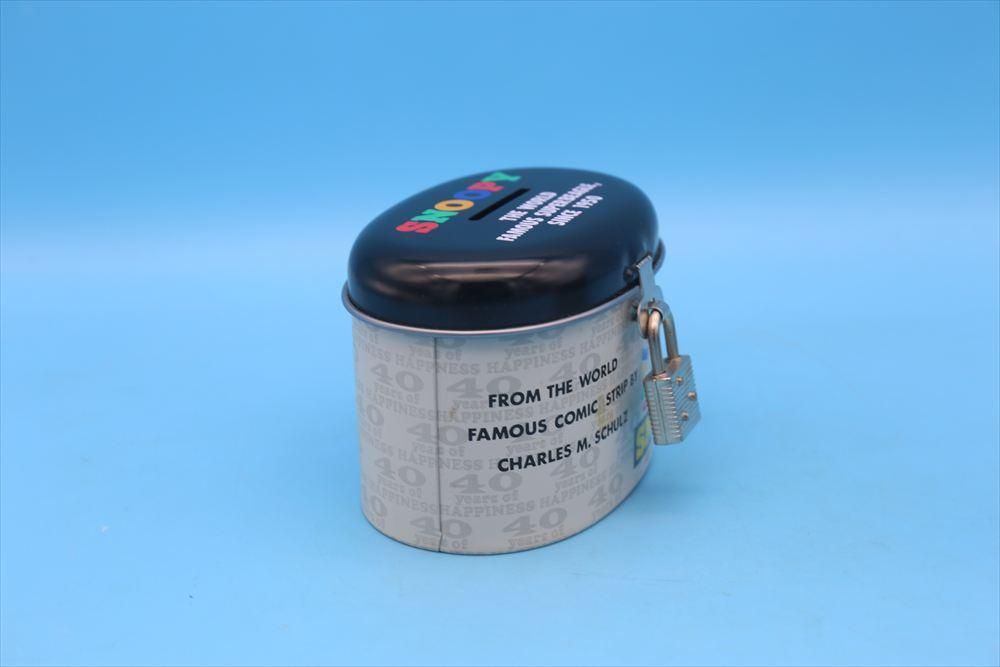 SNOOPY
THE WORLD
FAMOUS SUPERBEAGLE,
SINCE 1950
40
years of
HAPPINESS
FROM THE WORLD
FAMOUS COMIC STRIP BY
CHARLES M. SCHULZ